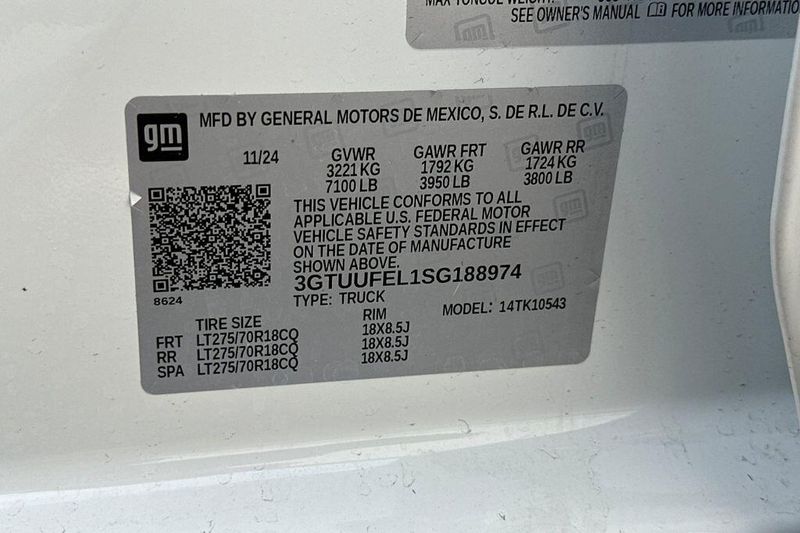 MAX TONGUE WEIGHT:
SEE OWNER'S MANUAL FOR MORE INFORMATIO
gm
MFD BY GENERAL MOTORS DE MEXICO, S. DE R.L. DE C.V.
11/24 GVWR GAWR FRT GAWR RR
3221 KG 1792 KG 1724 KG
7100 LB 3950 LB 3800 LB
THIS VEHICLE CONFORMS TO ALL
APPLICABLE U.S. FEDERAL MOTOR
VEHICLE SAFETY STANDARDS IN EFFECT
ON THE DATE OF MANUFACTURE
SHOWN ABOVE.
3GTUUFEL1SG188974
8624
TYPE: TRUCK MODEL: 14TK10543
TIRE SIZE RIM
FRT LT275/70R18CQ 18X8.5J
RR LT275/70R18CQ 18X8.5J
SPA LT275/70R18CQ 18X8.5J